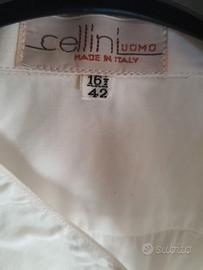 cellini UOMO
MADE IN ITALY
16½
42
subito